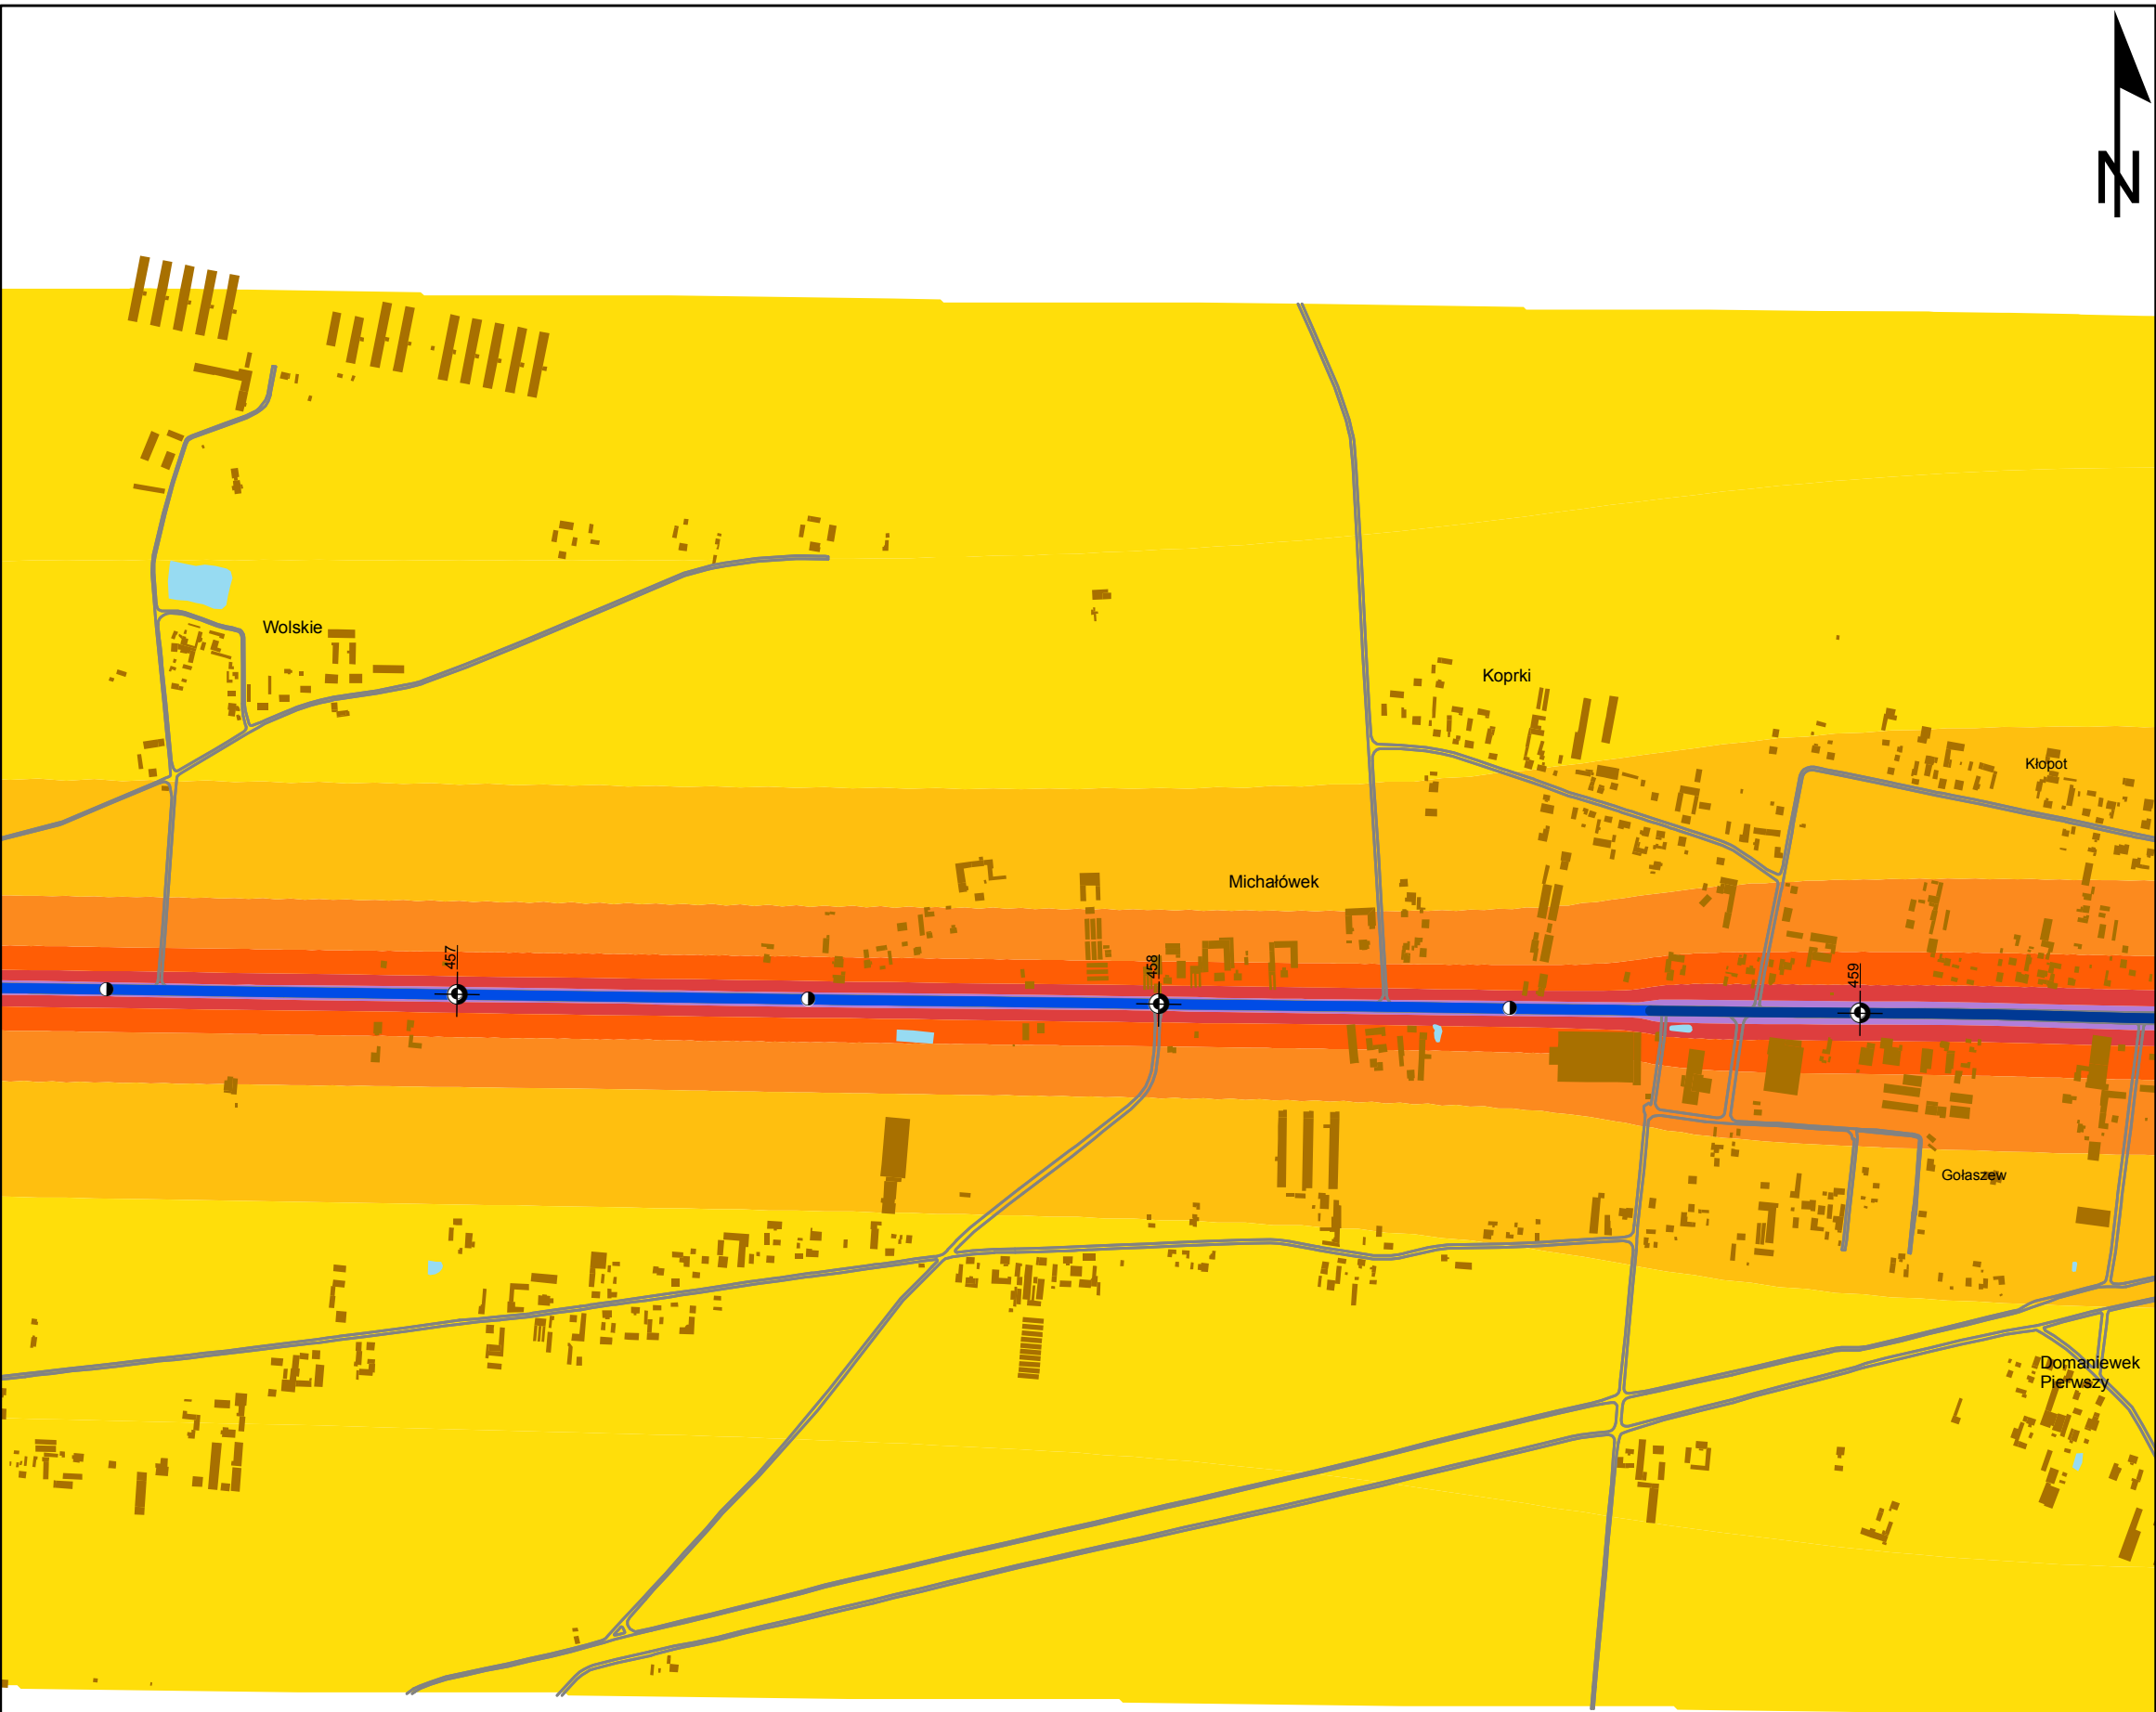 N
Wolskie
Koprki
Kłopot
Michałówek
457
458
459
Gołaszew
Domaniewek
Pierwszy